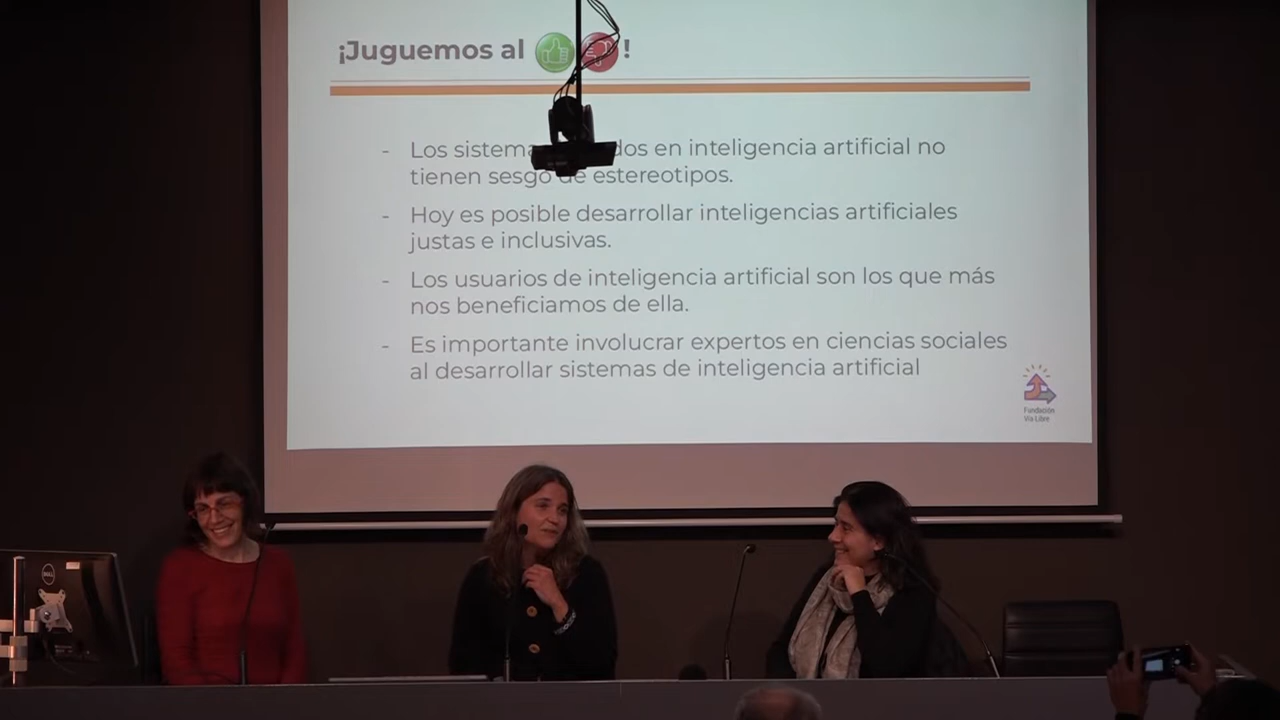 ¡Juguemos al !
- Los sistema dos en inteligencia artificial no
tienen sesgo de estereotipos.
- Hoy es posible desarrollar inteligencias artificiales
justas e inclusivas.
- Los usuarios de inteligencia artificial son los que más
nos beneficiamos de ella.
- Es importante involucrar expertos en ciencias sociales
al desarrollar sistemas de inteligencia artificial
Fundación
Vía Libre
DELL